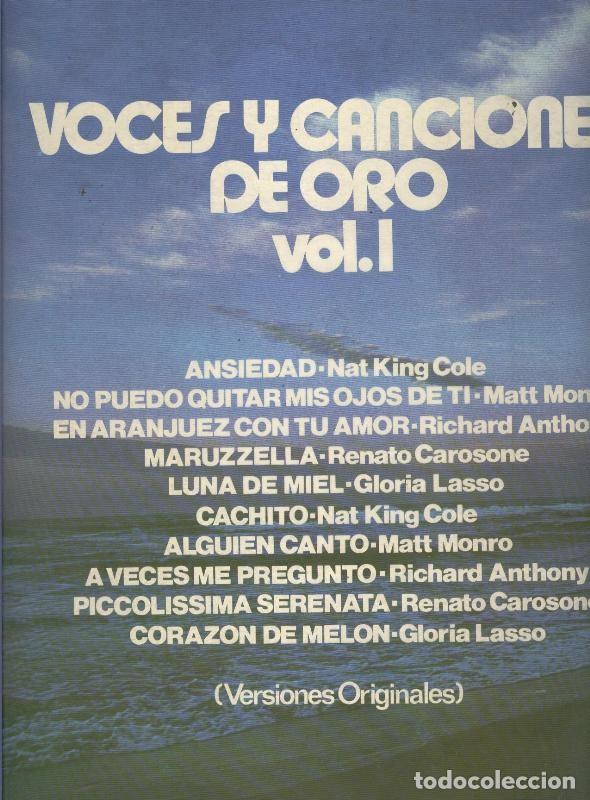 VOCES Y CANCIONE
DE ORO
vol.1
ANSIEDAD·Nat King Cole
NO PUEDO QUITAR MIS OJOS DE TI·Matt Mon
EN ARANJUEZ CON TU AMOR·Richard Antho
MARUZZELLA·Renato Carosone
LUNA DE MIEL·Gloria Lasso
CACHITO·Nat King Cole
ALGUIEN CANTO·Matt Monro
A VECES ME PREGUNTO·Richard Anthony
PICCOLISSIMA SERENATA·Renato Carosone
CORAZON DE MELON·Gloria Lasso
(Versiones Originales)
todocoleccion